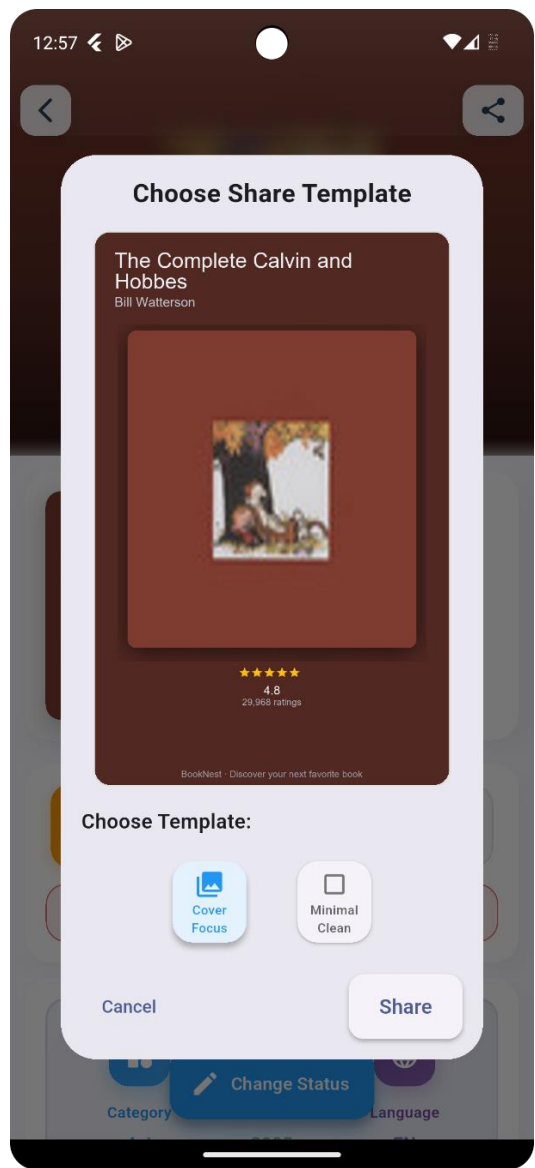 12:57
Choose Share Template
The Complete Calvin and
Hobbes
Bill Watterson
4.8
29,968 ratings
BookNest · Discover your next favorite book
Choose Template:
Cover
Focus
Minimal
Clean
Cancel
Share
Change Status
Category
Language